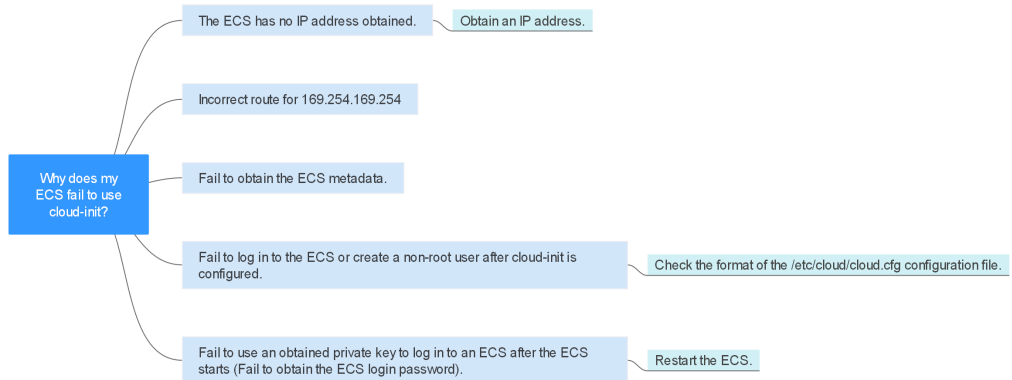 The ECS has no IP address obtained.
Obtain an IP address.
Incorrect route for 169.254.169.254
Why does my
ECS fail to use
cloud-init?
Fail to obtain the ECS metadata.
Fail to log in to the ECS or create a non-root user after cloud-init is
configured.
Check the format of the /etc/cloud/cloud.cfg configuration file.
Fail to use an obtained private key to log in to an ECS after the ECS
starts (Fail to obtain the ECS login password).
Restart the ECS.